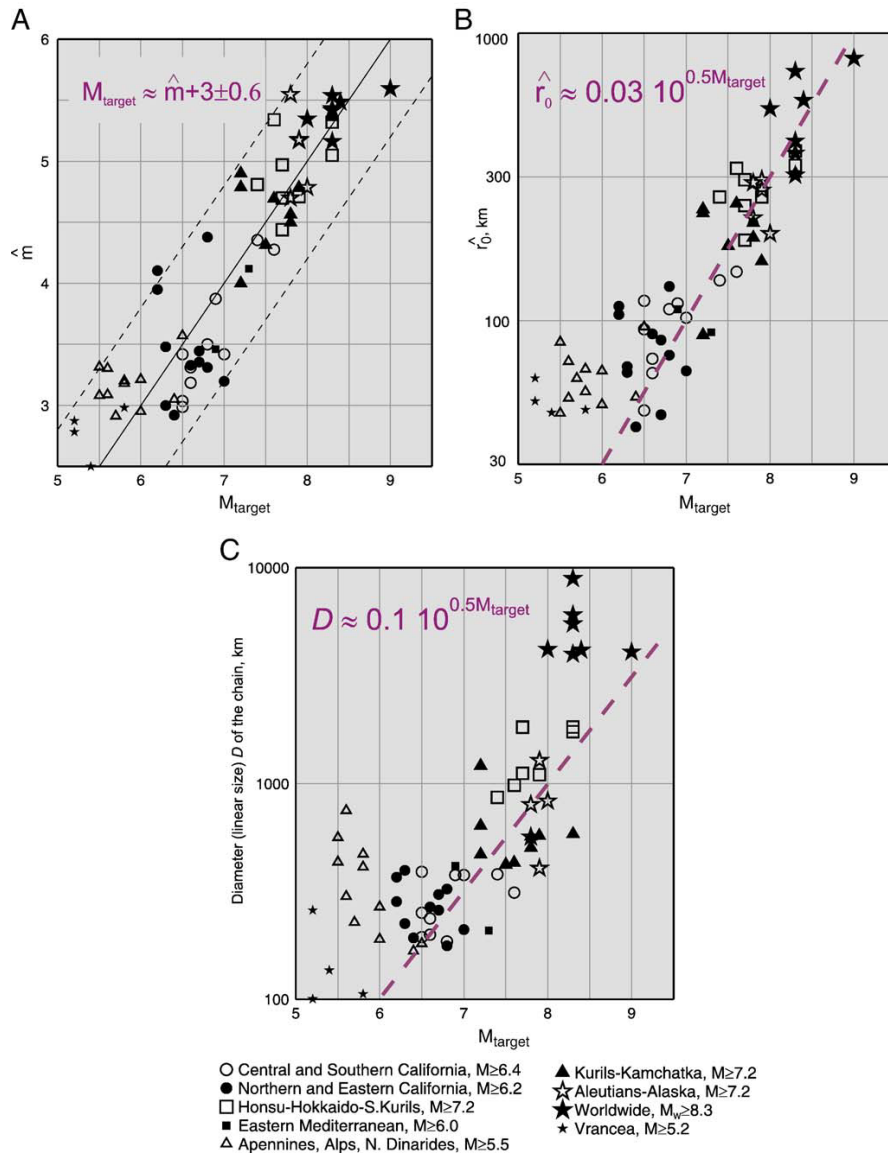 A
6
5
4
3
m̂
M_target ≈ m̂+3±0.6
5 6 7 8 9
M_target
B
1000
300
100
30
r̂_0, km
r̂_0 ≈ 0.03 10^0.5M_target
5 6 7 8 9
M_target
C
10000
1000
100
Diameter (linear size) D of the chain, km
D ≈ 0.1 10^0.5M_target
5 6 7 8 9
M_target
Central and Southern California, M≥6.4
Northern and Eastern California, M≥6.2
Honsu-Hokkaido-S.Kurils, M≥7.2
Eastern Mediterranean, M≥6.0
Apennines, Alps, N. Dinarides, M≥5.5
Kurils-Kamchatka, M≥7.2
Aleutians-Alaska, M≥7.2
Worldwide, M_w≥8.3
Vrancea, M≥5.2